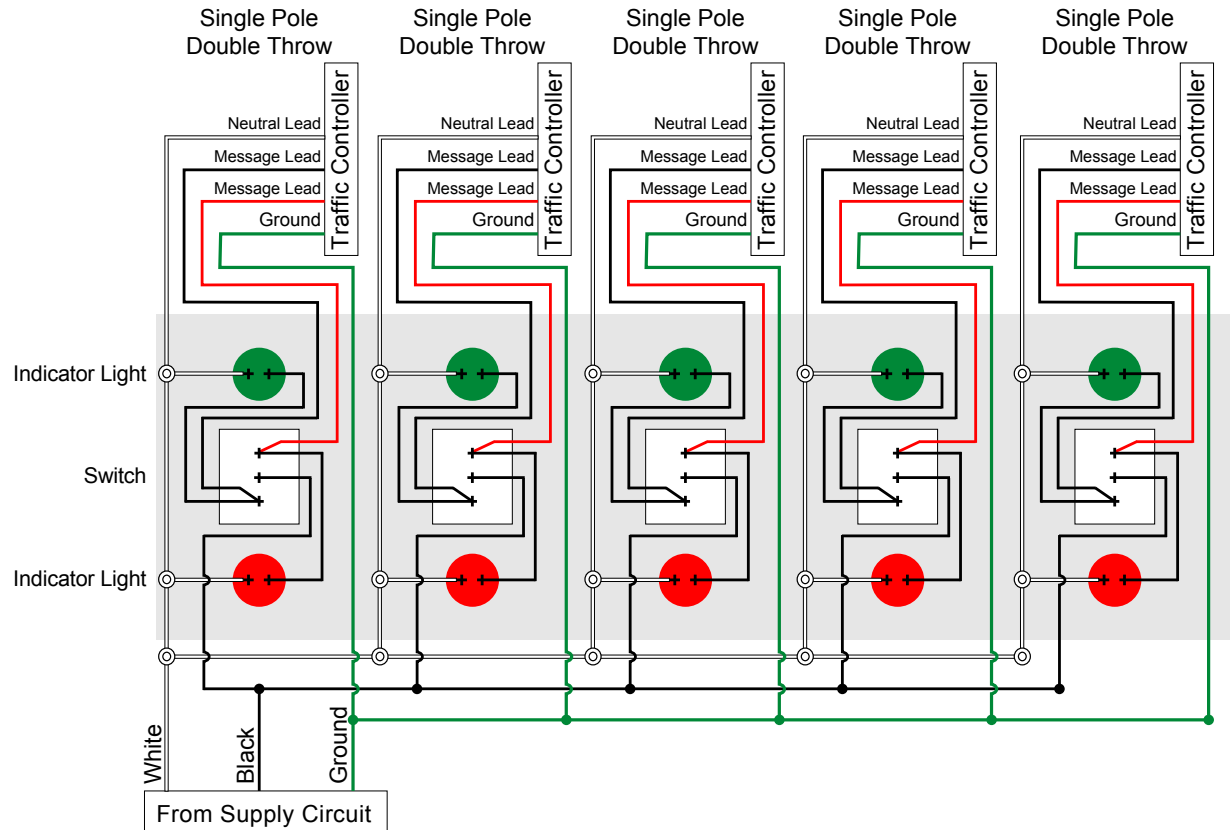 Single Pole
Double Throw
Single Pole
Double Throw
Single Pole
Double Throw
Single Pole
Double Throw
Single Pole
Double Throw
Neutral Lead
Message Lead
Message Lead
Ground
Traffic Controller
Neutral Lead
Message Lead
Message Lead
Ground
Traffic Controller
Neutral Lead
Message Lead
Message Lead
Ground
Traffic Controller
Neutral Lead
Message Lead
Message Lead
Ground
Traffic Controller
Neutral Lead
Message Lead
Message Lead
Ground
Traffic Controller
Indicator Light
Switch
Indicator Light
White
Black
Ground
From Supply Circuit